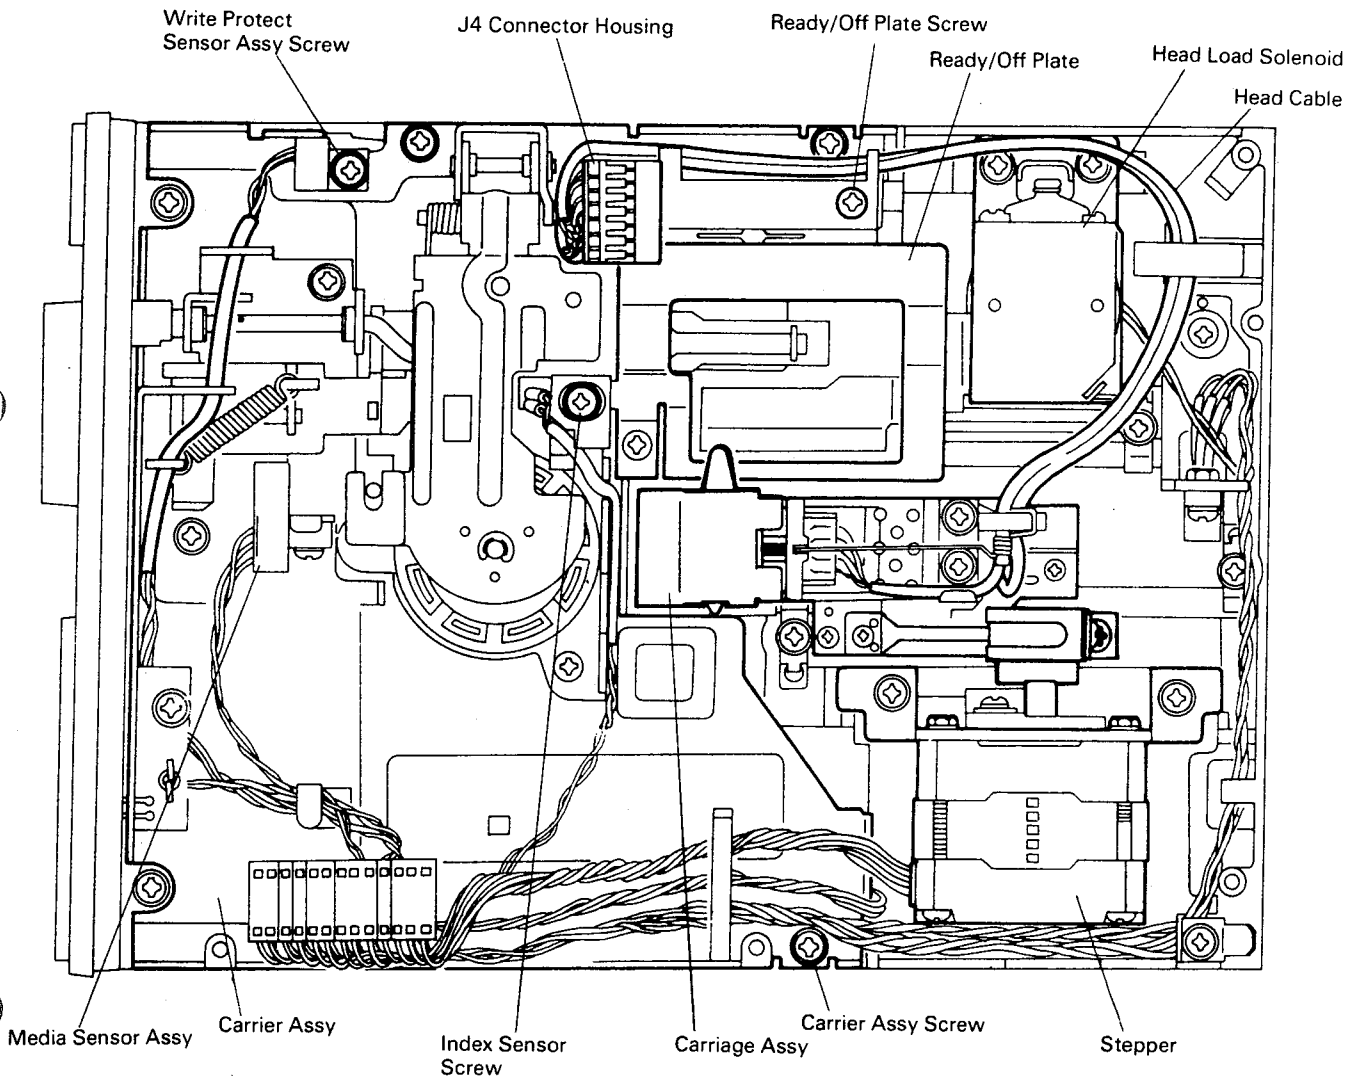 Write Protect
Sensor Assy Screw
J4 Connector Housing
Ready/Off Plate Screw
Ready/Off Plate
Head Load Solenoid
Head Cable
Media Sensor Assy
Carrier Assy
Index Sensor
Screw
Carriage Assy
Carrier Assy Screw
Stepper